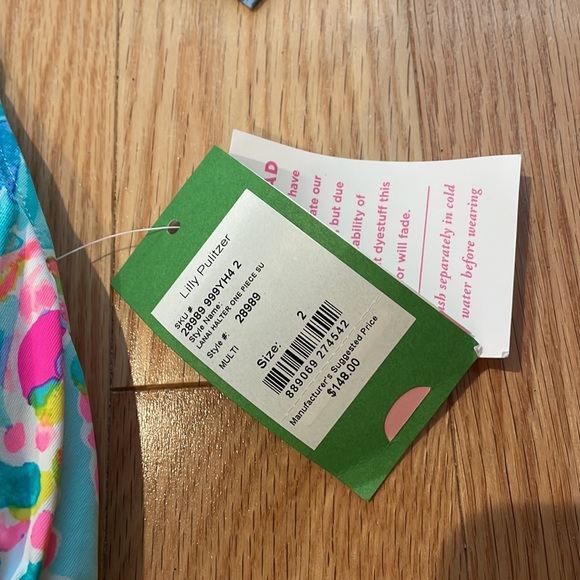 Lilly Pulitzer
SKU #
28989 999YH4 2
Style Name:
LANAI HALTER ONE PIECE SU
Style #: 28989
MULTI
Size: 2
889069 274542
Manufacturer's Suggested Price
$148.00
AD
have
ate our
, but due
ability of
t dyestuff this
or will fade.
sh separately in cold
water before wearing